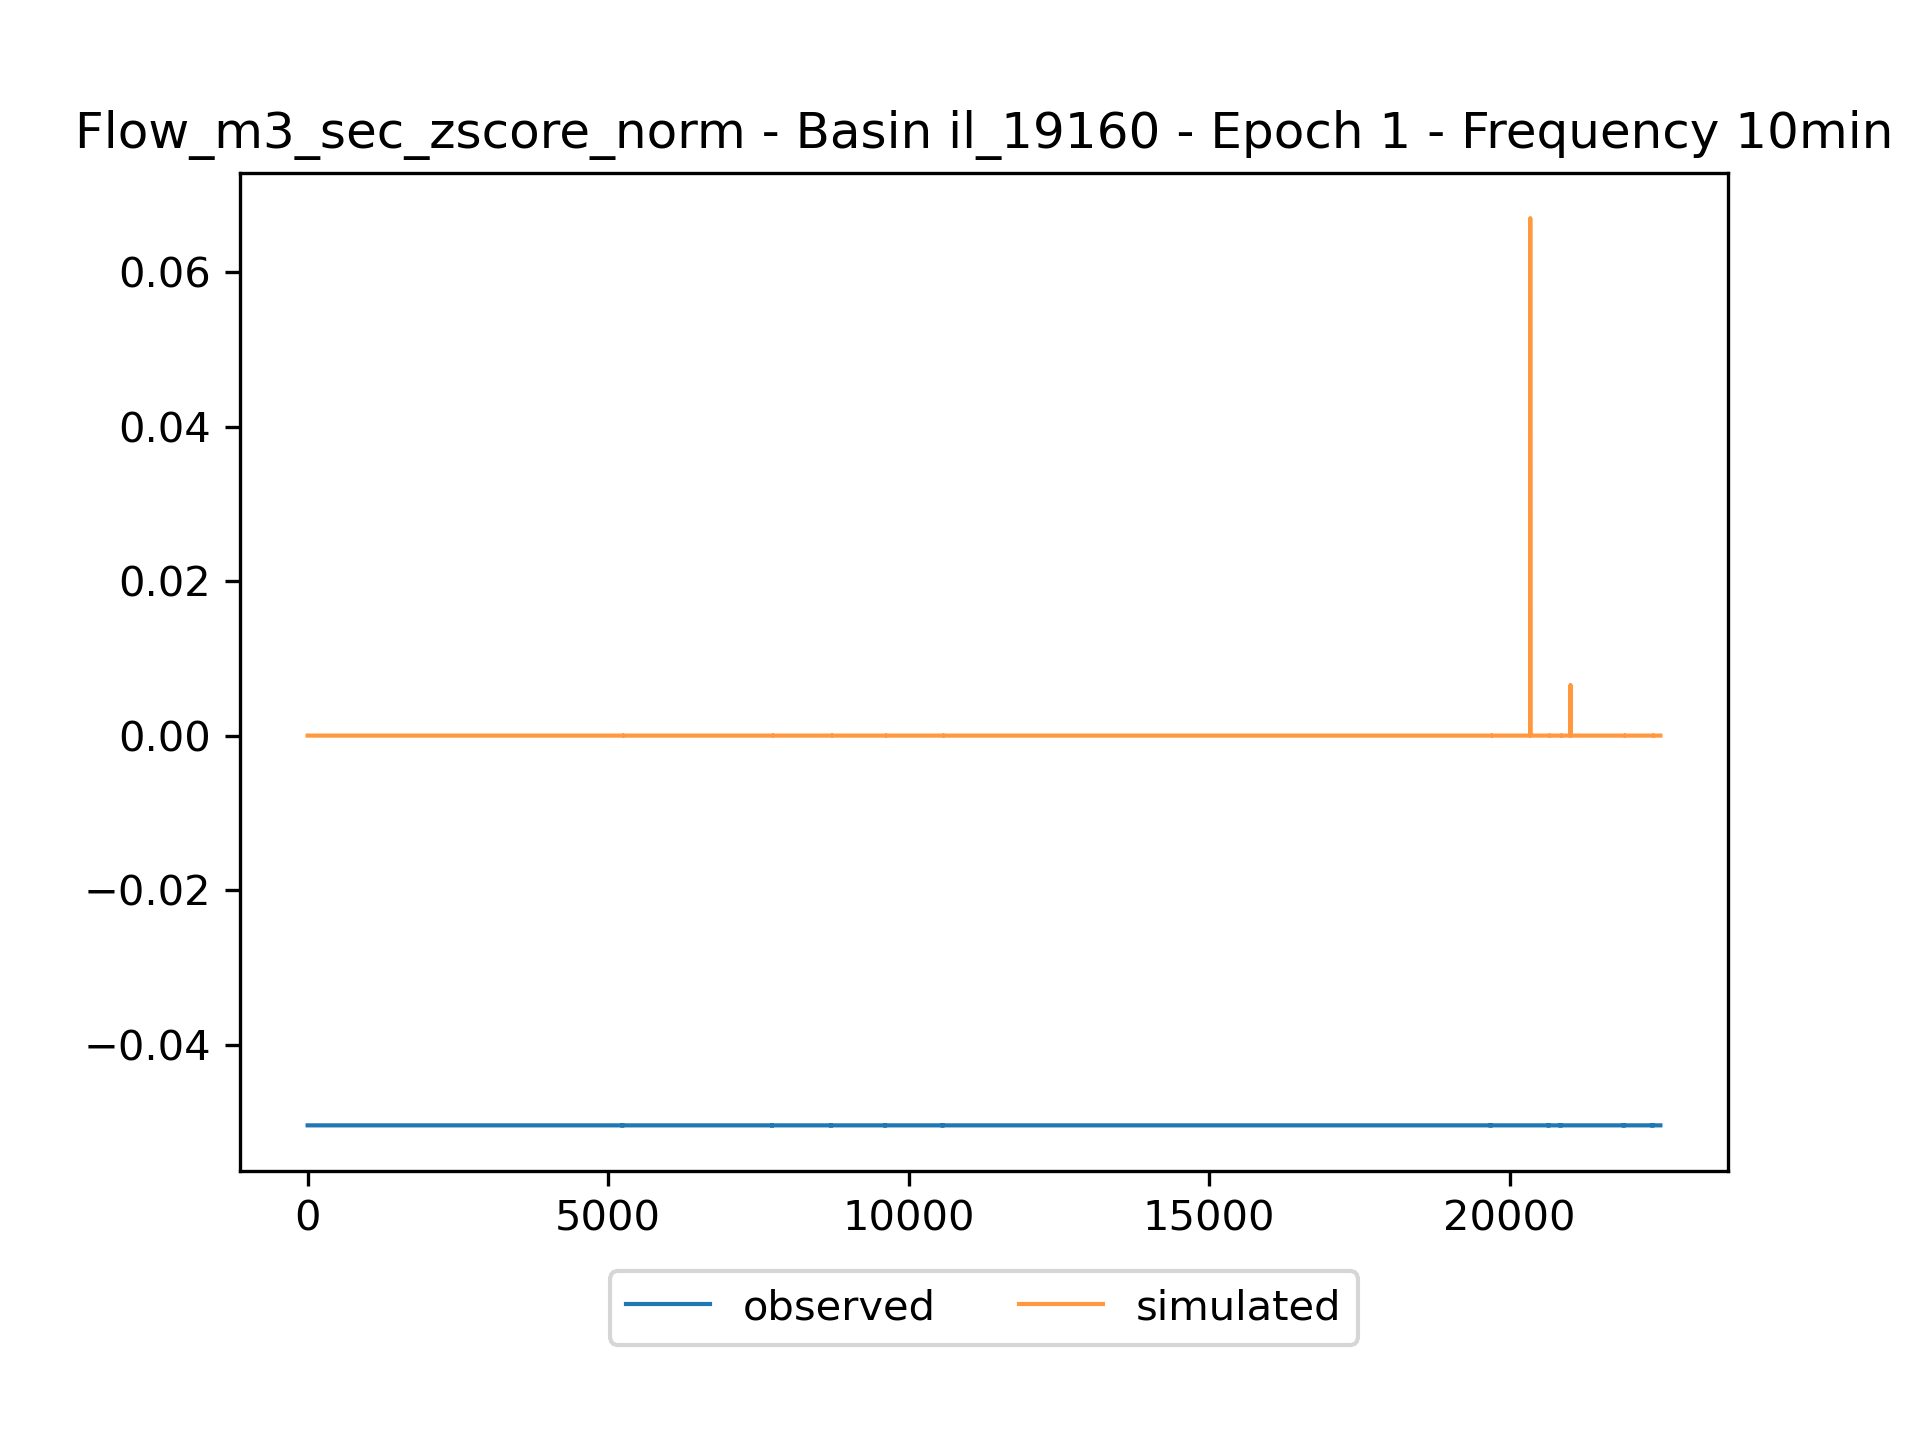 Flow_m3_sec_zscore_norm - Basin il_19160 - Epoch 1 - Frequency 10min
0.06
0.04
0.02
0.00
−0.02
−0.04
0 5000 10000 15000 20000
observed simulated